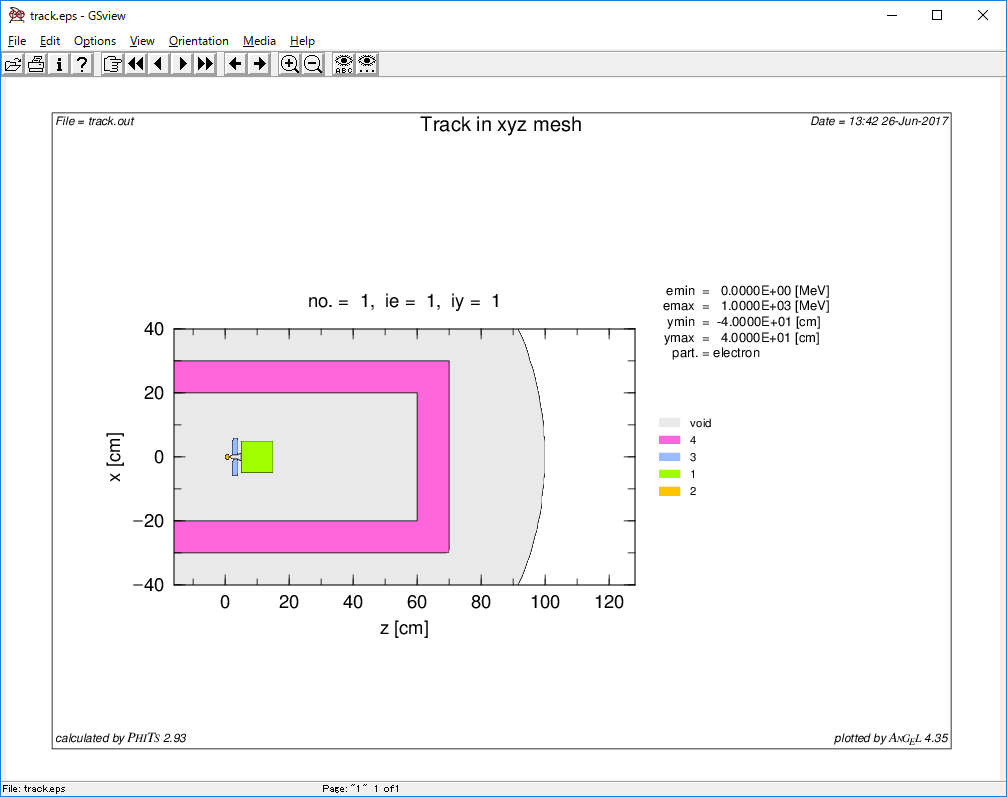 track.eps - GSview
File Edit Options View Orientation Media Help
File = track.out
Track in xyz mesh
Date = 13:42 26-Jun-2017
no. = 1, ie = 1, iy = 1
emin = 0.0000E+00 [MeV]
emax = 1.0000E+03 [MeV]
ymin = -4.0000E+01 [cm]
ymax = 4.0000E+01 [cm]
part. = electron
40
20
0
−20
−40
x [cm]
0 20 40 60 80 100 120
z [cm]
void
4
3
1
2
calculated by PHITS 2.93
plotted by ANGEL 4.35
File: track.eps
Page: "1" 1 of 1